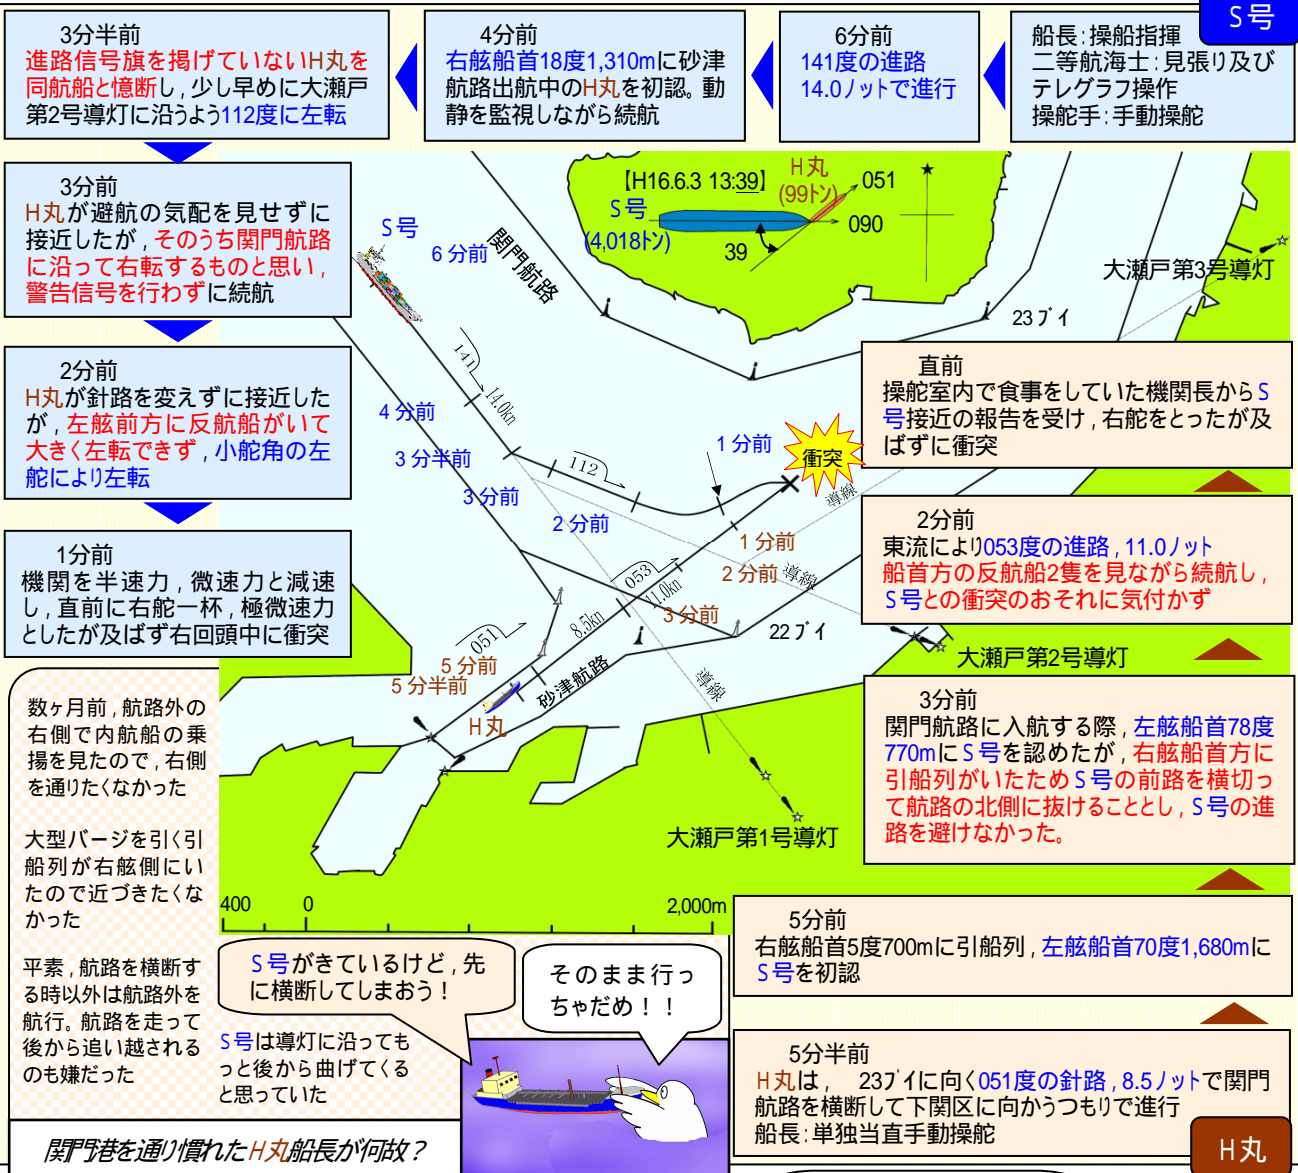 S号
船長：操船指揮
二等航海士：見張り及び
テレグラフ操作
操舵手：手動操舵
6分前
141度の進路
14.0ノットで進行
4分前
右舷船首18度1,310mに砂津
航路出航中のH丸を初認。動
静を監視しながら続航
3分半前
進路信号旗を掲げていないH丸を
同航船と憶断し，少し早めに大瀬戸
第2号導灯に沿うよう112度に左転
3分前
H丸が避航の気配を見せずに
接近したが，そのうち関門航路
に沿って右転するものと思い，
警告信号を行わずに続航
2分前
H丸が針路を変えずに接近した
が，左舷前方に反航船がいて
大きく左転できず，小舵角の左
舵により左転
1分前
機関を半速力，微速力と減速
し，直前に右舵一杯，極微速力
としたが及ばず右回頭中に衝突
【H16.6.3 13:39】
H丸
(99トン)
S号
(4,018トン)
051
090
39
S号
6分前
関門航路
大瀬戸第3号導灯
23ブイ
141
14.0kn
4分前
3分半前
3分前
112
2分前
1分前
衝突
導線
1分前
2分前
導線
3分前
053
11.0kn
8.5kn
051
22ブイ
大瀬戸第2号導灯
5分前
5分半前
H丸
砂津航路
導線
大瀬戸第1号導灯
400
0
2,000m
直前
操舵室内で食事をしていた機関長からS
号接近の報告を受け，右舵をとったが及
ばずに衝突
2分前
東流により053度の進路，11.0ノット
船首方の反航船2隻を見ながら続航し，
S号との衝突のおそれに気付かず
3分前
関門航路に入航する際，左舷船首78度
770mにS号を認めたが，右舷船首方に
引船列がいたためS号の前路を横切っ
て航路の北側に抜けることとし，S号の進
路を避けなかった。
5分前
右舷船首5度700mに引船列，左舷船首70度1,680mに
S号を初認
5分半前
H丸は， 23ブイに向く051度の針路，8.5ノットで関門
航路を横断して下関区に向かうつもりで進行
船長：単独当直手動操舵
H丸
数ヶ月前，航路外の
右側で内航船の乗
揚を見たので，右側
を通りたくなかった
大型バージを引く引
船列が右舷側にい
たので近づきたくな
かった
平素，航路を横断す
る時以外は航路外を
航行。航路を走って
後から追い越される
のも嫌だった
S号がきているけど，先
に横断してしまおう！
S号は導灯に沿っても
っと後から曲げてくる
と思っていた
そのまま行っ
ちゃだめ！！
関門港を通り慣れたH丸船長が何故？